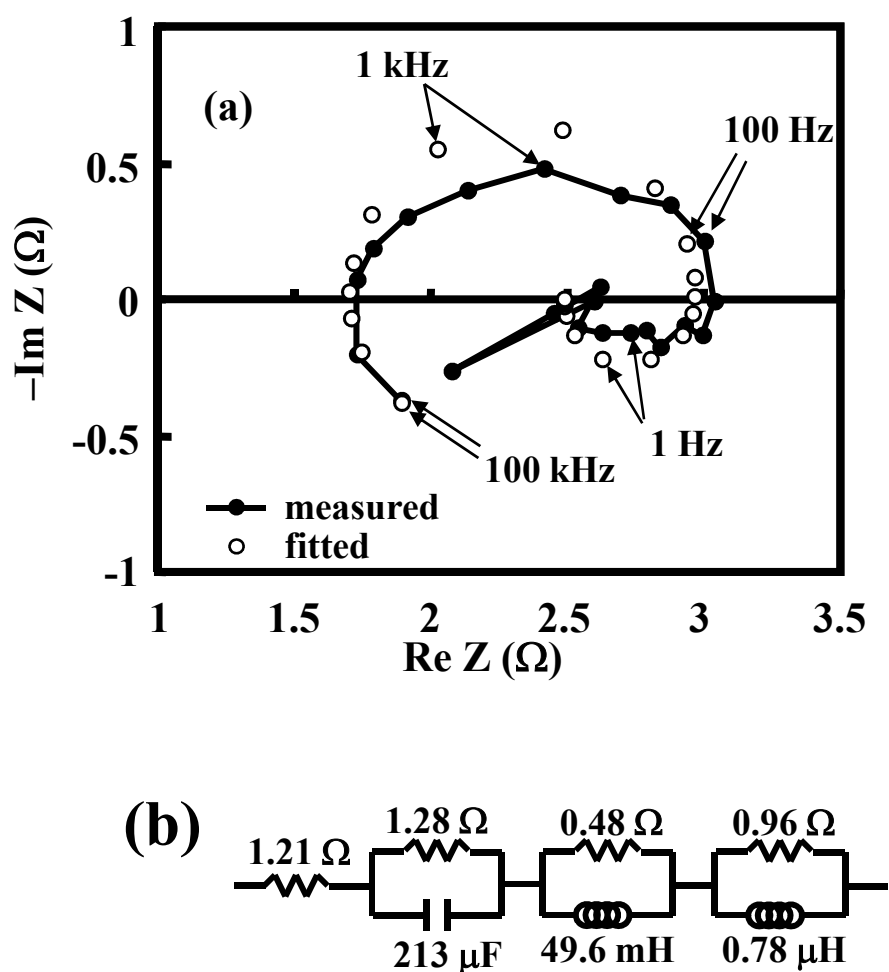 1
1 kHz
(a)
100 Hz
0.5
0
-Im Z (Ω)
-0.5
1 Hz
100 kHz
measured
fitted
-1
1 1.5 2 2.5 3 3.5
Re Z (Ω)
(b)
1.21 Ω 1.28 Ω 0.48 Ω 0.96 Ω
213 μF 49.6 mH 0.78 μH